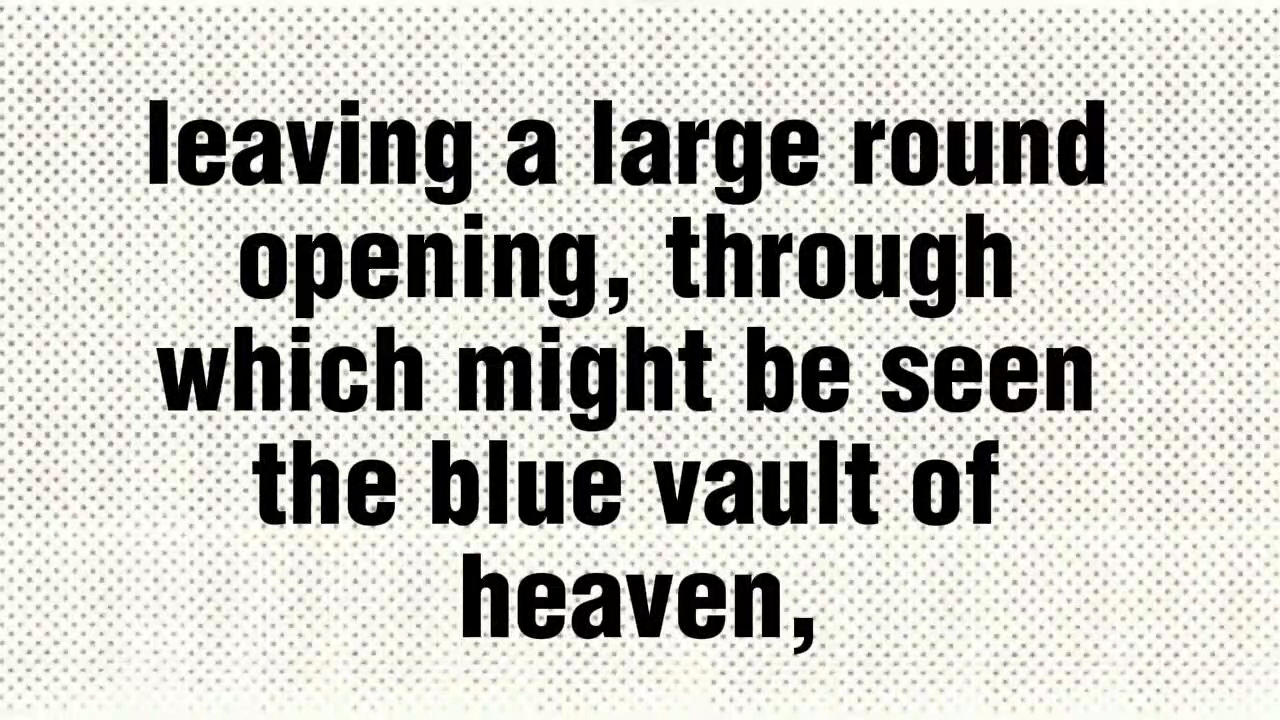 leaving a large round
opening, through
which might be seen
the blue vault of
heaven,